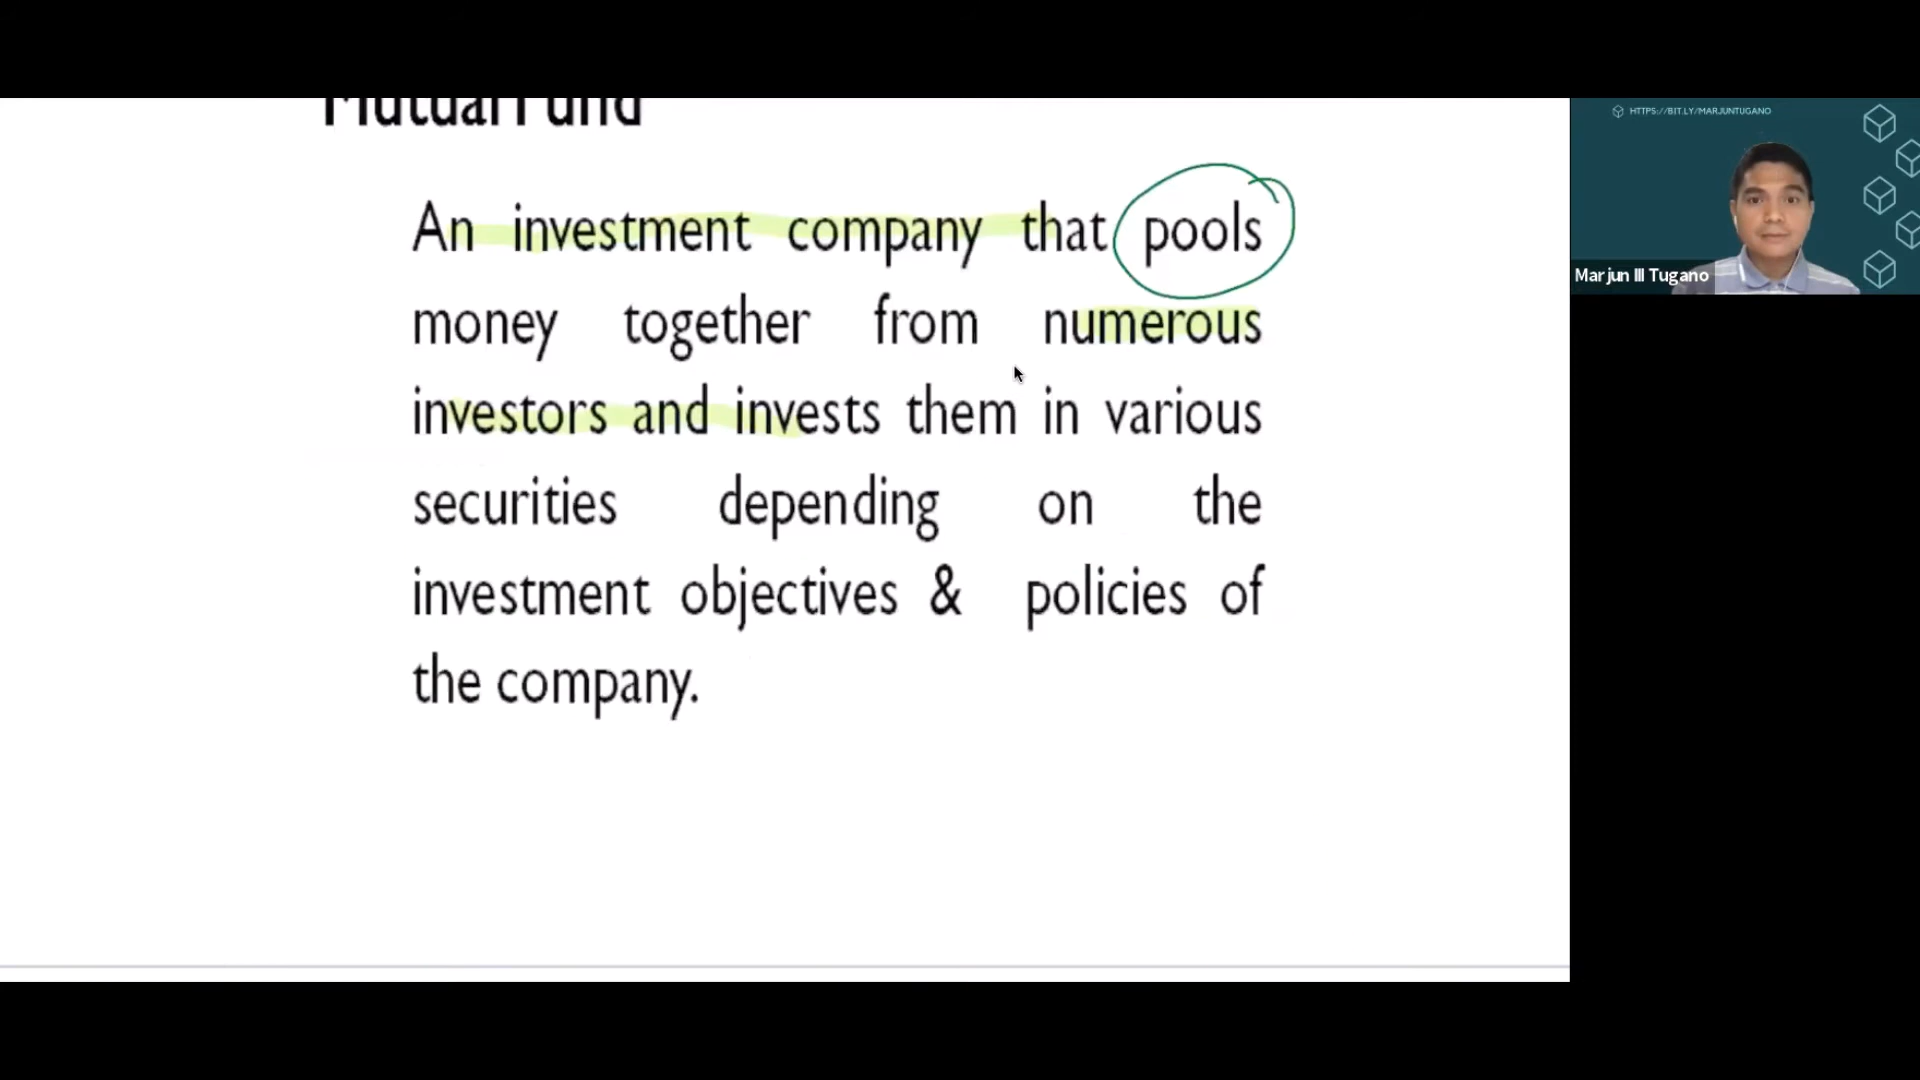 Mutual Fund
An investment company that pools
money together from numerous
investors and invests them in various
securities depending on the
investment objectives & policies of
the company.
HTTPS://BIT.LY/MARJUNTUGANO
Marjun III Tugano